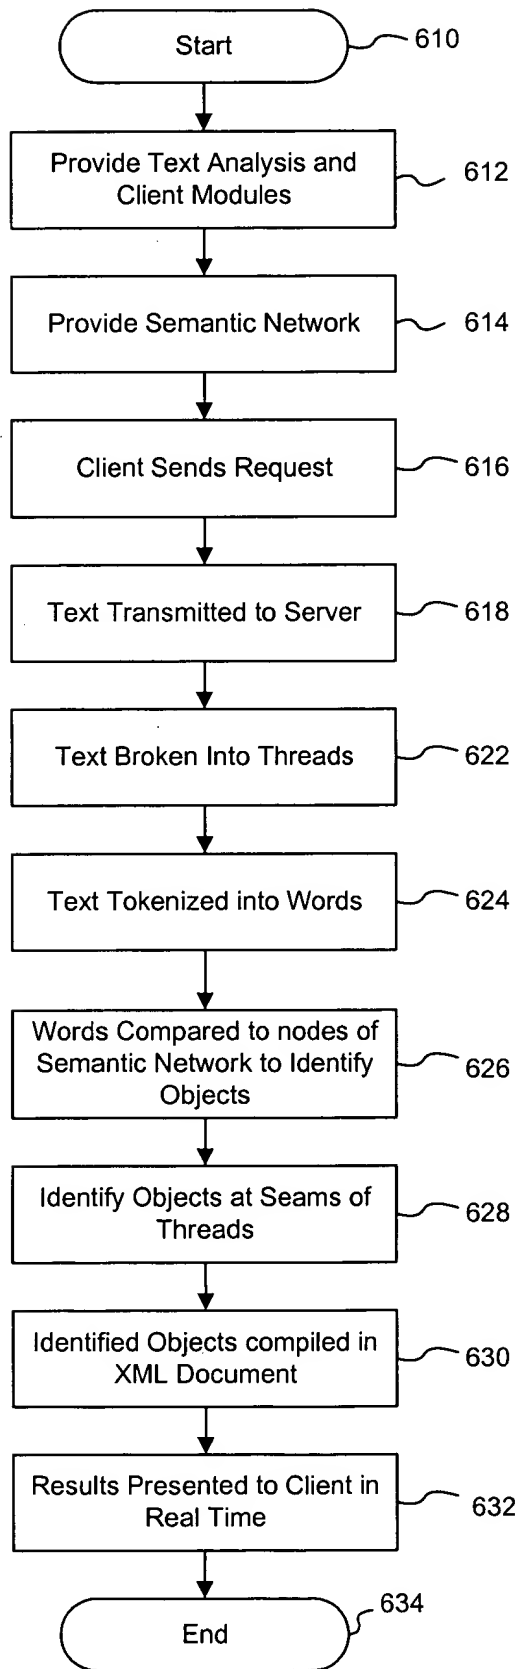 Start
610
Provide Text Analysis and
Client Modules
612
Provide Semantic Network
614
Client Sends Request
616
Text Transmitted to Server
618
Text Broken Into Threads
622
Text Tokenized into Words
624
Words Compared to nodes of
Semantic Network to Identify
Objects
626
Identify Objects at Seams of
Threads
628
Identified Objects compiled in
XML Document
630
Results Presented to Client in
Real Time
632
End
634